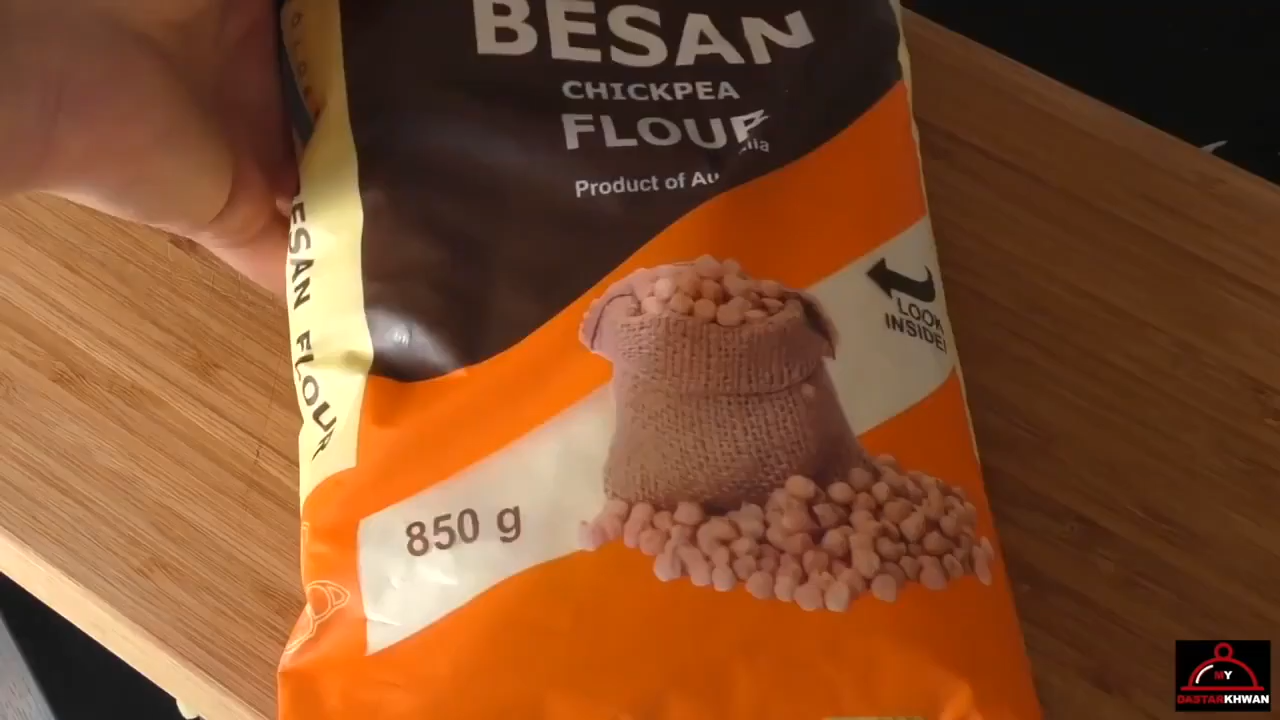 BESAN
CHICKPEA
FLOUR
Product of Au
LOOK
INSIDE!
850 g
BESAN FLOUR
MY
DASTARKHWAN